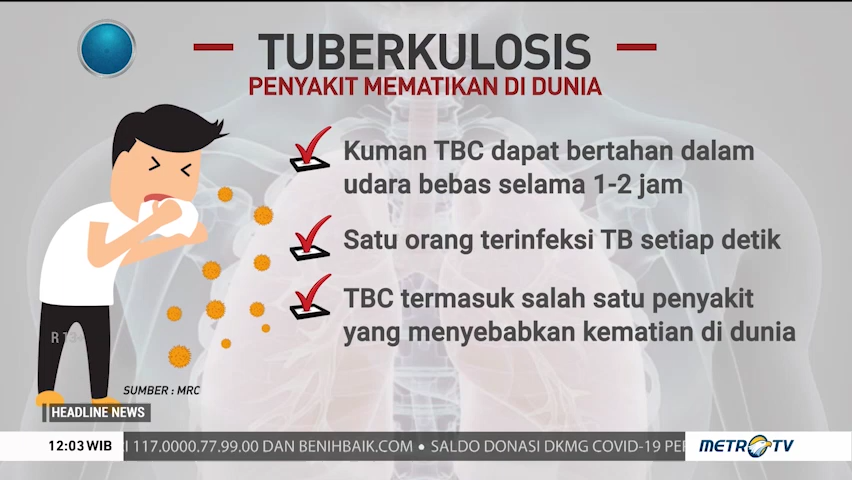 TUBERKULOSIS
PENYAKIT MEMATIKAN DI DUNIA
Kuman TBC dapat bertahan dalam
udara bebas selama 1-2 jam
Satu orang terinfeksi TB setiap detik
TBC termasuk salah satu penyakit
yang menyebabkan kematian di dunia
SUMBER : MRC
HEADLINE NEWS
12:03 WIB
RI 117.0000.77.99.00 DAN BENIHBAIK.COM • SALDO DONASI DKMG COVID-19 PER
METRO TV